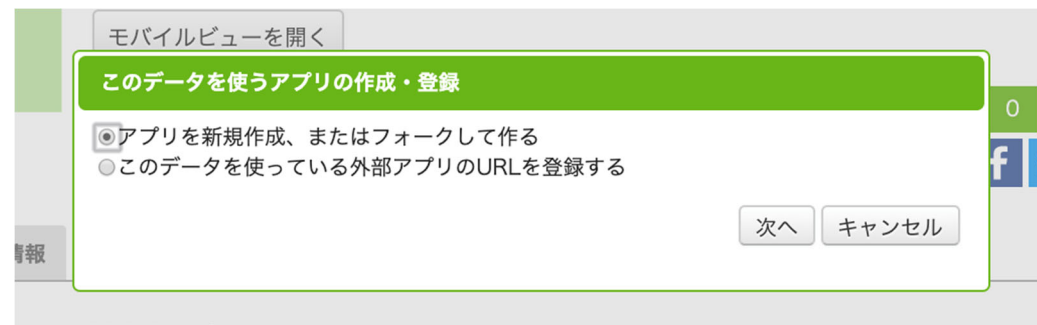 モバイルビューを開く
このデータを使うアプリの作成・登録
0
アプリを新規作成、またはフォークして作る
このデータを使っている外部アプリのURLを登録する
f
次へ キャンセル
情報